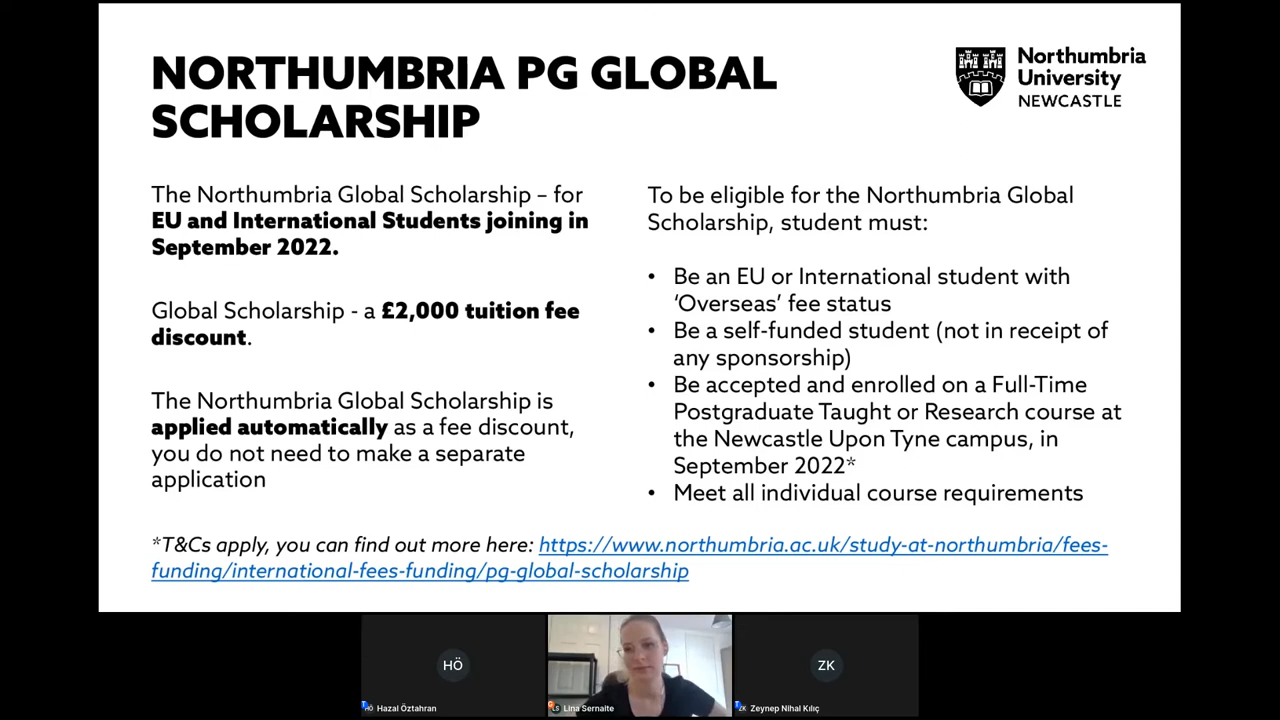 NORTHUMBRIA PG GLOBAL
SCHOLARSHIP
Northumbria
University
NEWCASTLE
The Northumbria Global Scholarship – for
EU and International Students joining in
September 2022.
Global Scholarship - a £2,000 tuition fee
discount.
The Northumbria Global Scholarship is
applied automatically as a fee discount,
you do not need to make a separate
application
To be eligible for the Northumbria Global
Scholarship, student must:
• Be an EU or International student with
‘Overseas’ fee status
• Be a self-funded student (not in receipt of
any sponsorship)
• Be accepted and enrolled on a Full-Time
Postgraduate Taught or Research course at
the Newcastle Upon Tyne campus, in
September 2022*
• Meet all individual course requirements
*T&Cs apply, you can find out more here: https://www.northumbria.ac.uk/study-at-northumbria/fees-
funding/international-fees-funding/pg-global-scholarship
HÖ
ZK
HÖ Hazal Öztahran
LS Lina Sernaite
ZK Zeynep Nihal Kılıç